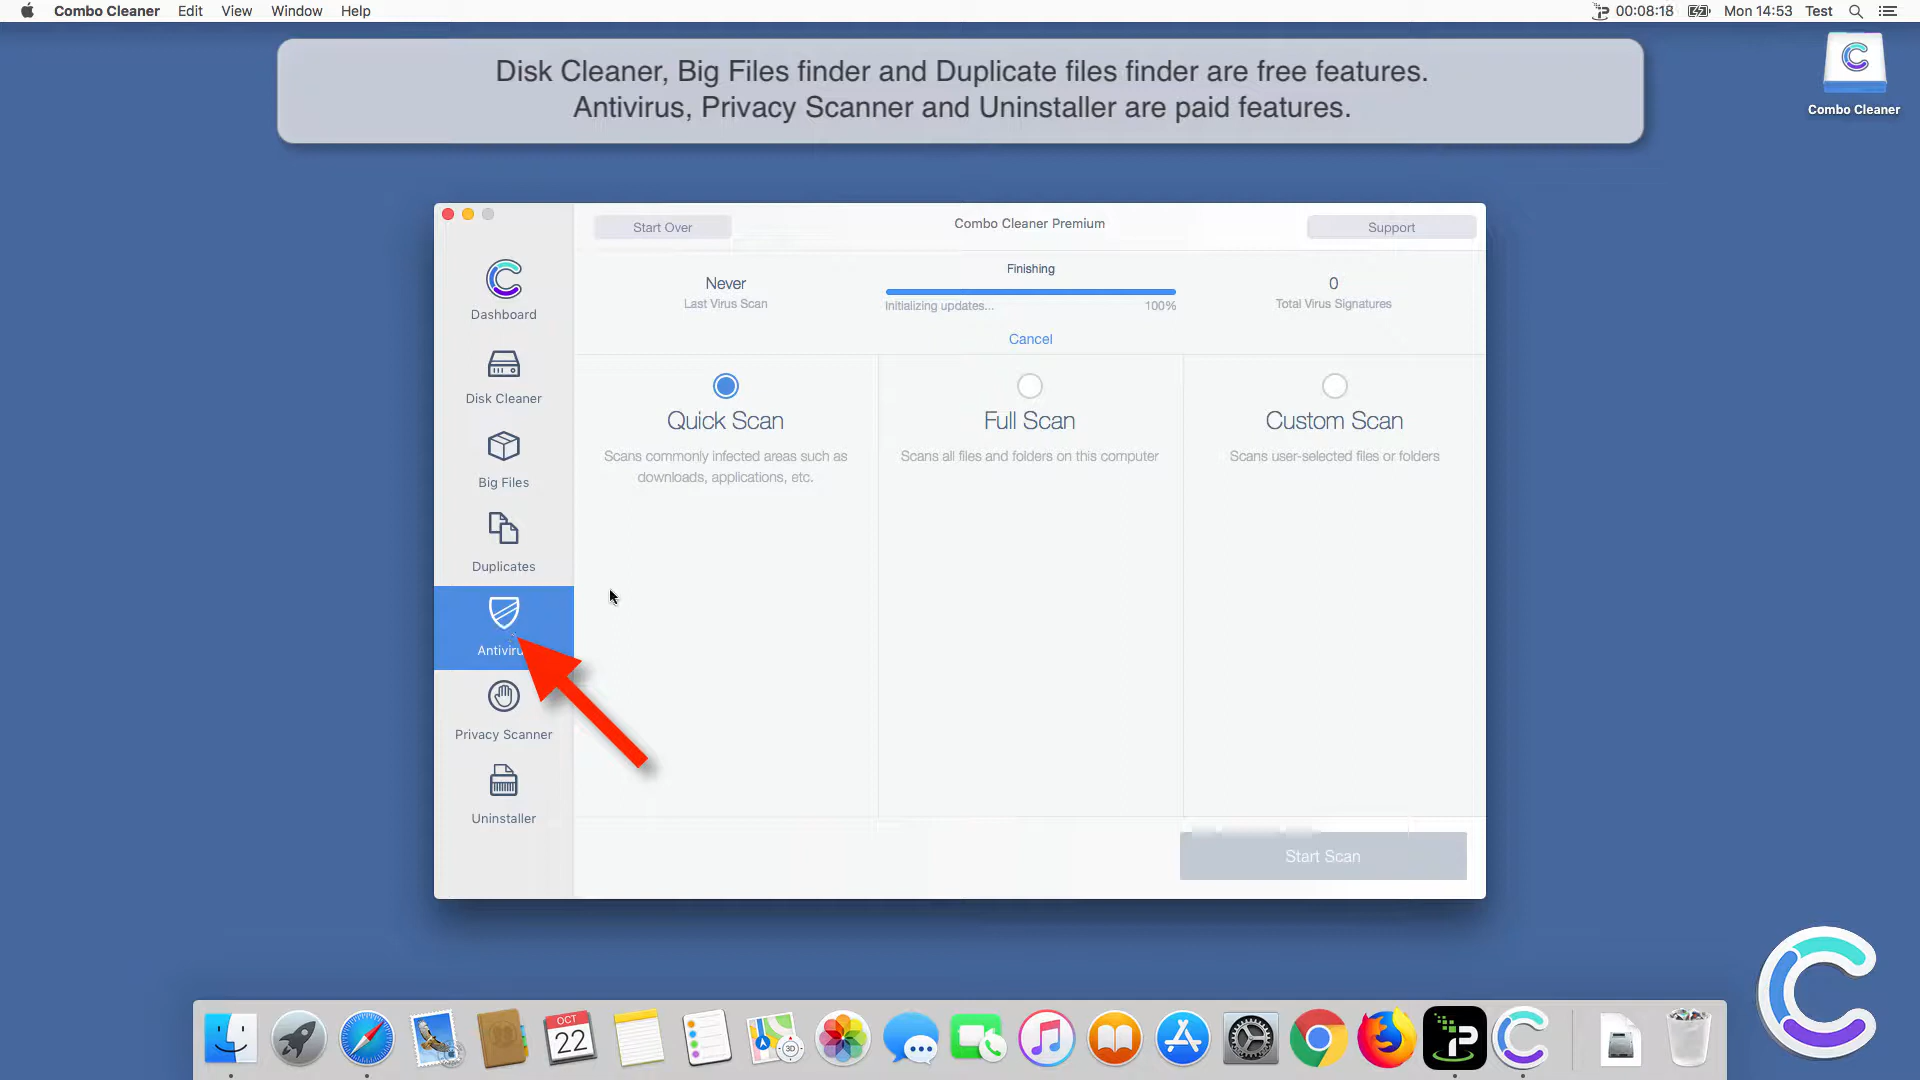 Combo Cleaner Edit View Window Help 00:08:18 Mon 14:53 Test
Disk Cleaner, Big Files finder and Duplicate files finder are free features.
Antivirus, Privacy Scanner and Uninstaller are paid features.
Combo Cleaner
Start Over
Combo Cleaner Premium
Support
Never
Last Virus Scan
Finishing
Initializing updates... 100%
Cancel
0
Total Virus Signatures
Dashboard
Disk Cleaner
Big Files
Duplicates
Antiviru
Privacy Scanner
Uninstaller
Quick Scan
Scans commonly infected areas such as
downloads, applications, etc.
Full Scan
Scans all files and folders on this computer
Custom Scan
Scans user-selected files or folders
Start Scan
OCT
22
3D